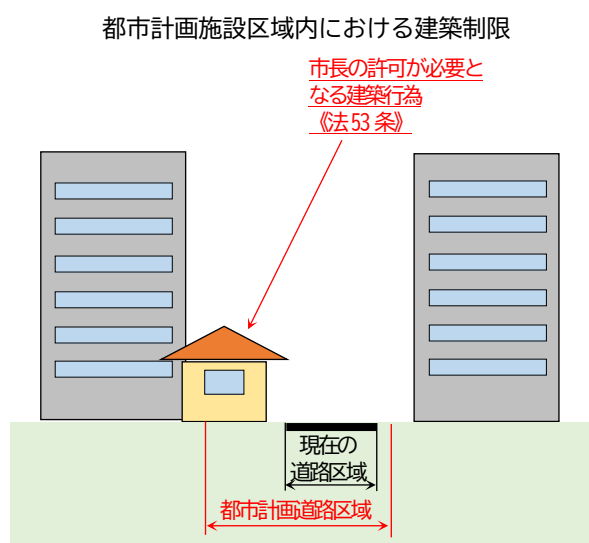 都市計画施設区域内における建築制限
市長の許可が必要と
なる建築行為
《法53条》
現在の
道路区域
都市計画道路区域